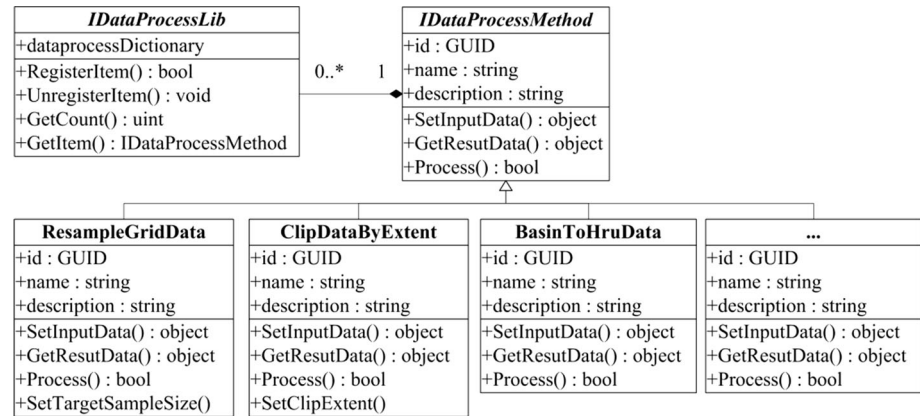 IDataProcessLib
+dataprocessDictionary
+RegisterItem() : bool
+UnregisterItem() : void
+GetCount() : uint
+GetItem() : IDataProcessMethod
0..* 1
IDataProcessMethod
+id : GUID
+name : string
+description : string
+SetInputData() : object
+GetResutData() : object
+Process() : bool
ResampleGridData
+id : GUID
+name : string
+description : string
+SetInputData() : object
+GetResutData() : object
+Process() : bool
+SetTargetSampleSize()
ClipDataByExtent
+id : GUID
+name : string
+description : string
+SetInputData() : object
+GetResutData() : object
+Process() : bool
+SetClipExtent()
BasinToHruData
+id : GUID
+name : string
+description : string
+SetInputData() : object
+GetResutData() : object
+Process() : bool
...
+id : GUID
+name : string
+description : string
+SetInputData() : object
+GetResutData() : object
+Process() : bool